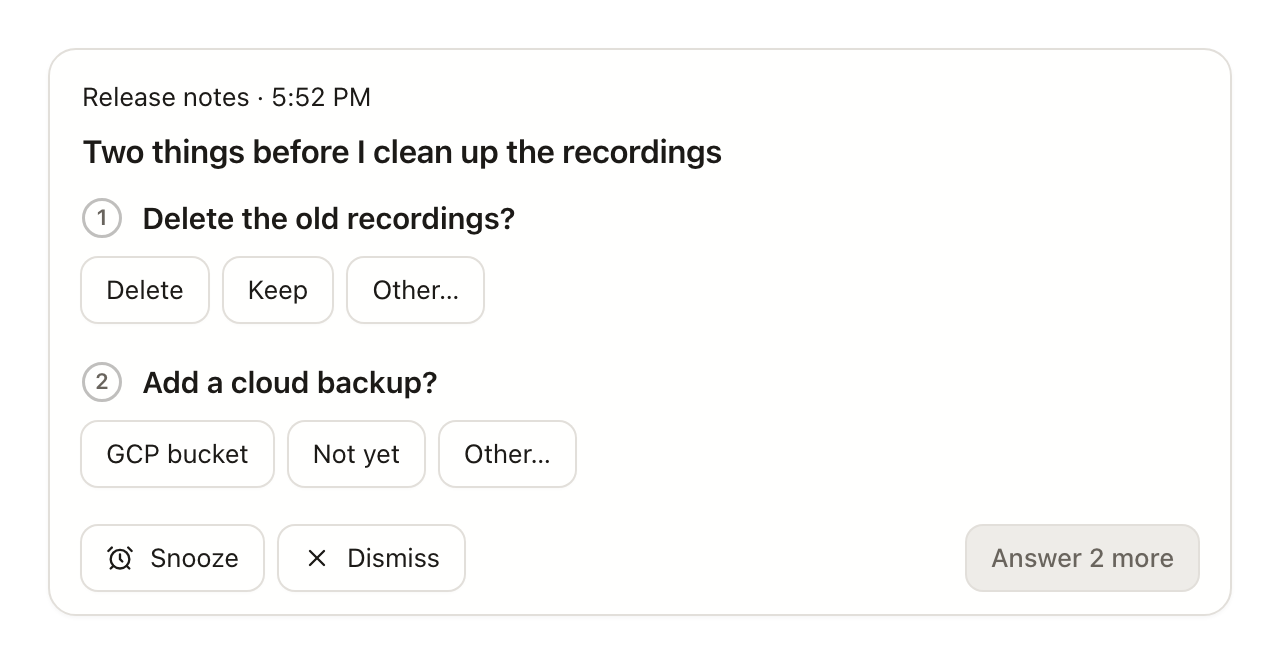 Release notes · 5:52 PM
Two things before I clean up the recordings
1 Delete the old recordings?
Delete Keep Other...
2 Add a cloud backup?
GCP bucket Not yet Other...
Snooze Dismiss Answer 2 more